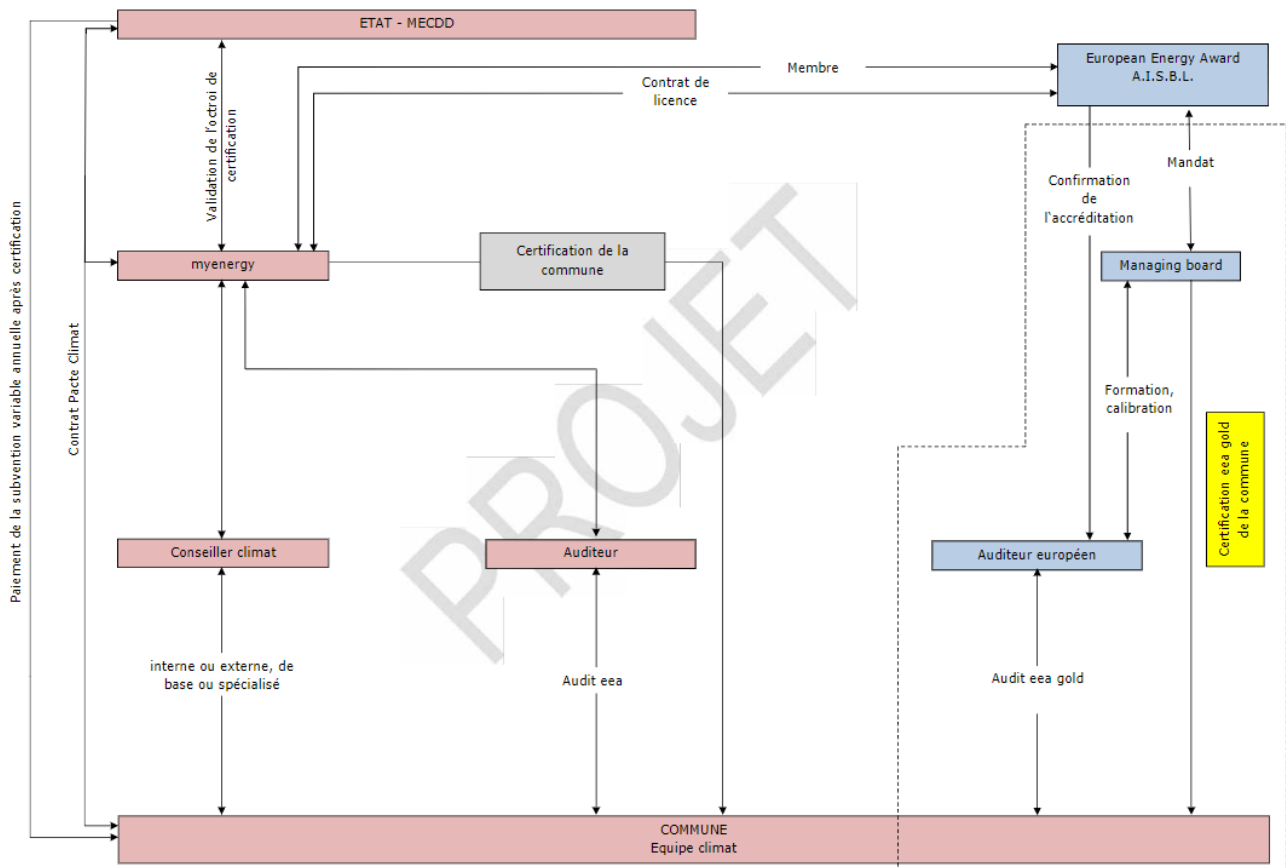 ETAT - MECDD
European Energy Award
A.I.S.B.L.
Membre
Contrat de
licence
Validation de l'octroi de
certification
Mandat
Confirmation
de
l'accréditation
Certification de la
commune
myenergy
Managing board
Paiement de la subvention variable annuelle après certification
Contrat Pacte Climat
PROJET
Formation,
calibration
Certification eea gold
de la commune
Conseiller climat
Auditeur
Auditeur européen
interne ou externe, de
base ou spécialisé
Audit eea
Audit eea gold
COMMUNE
Equipe climat